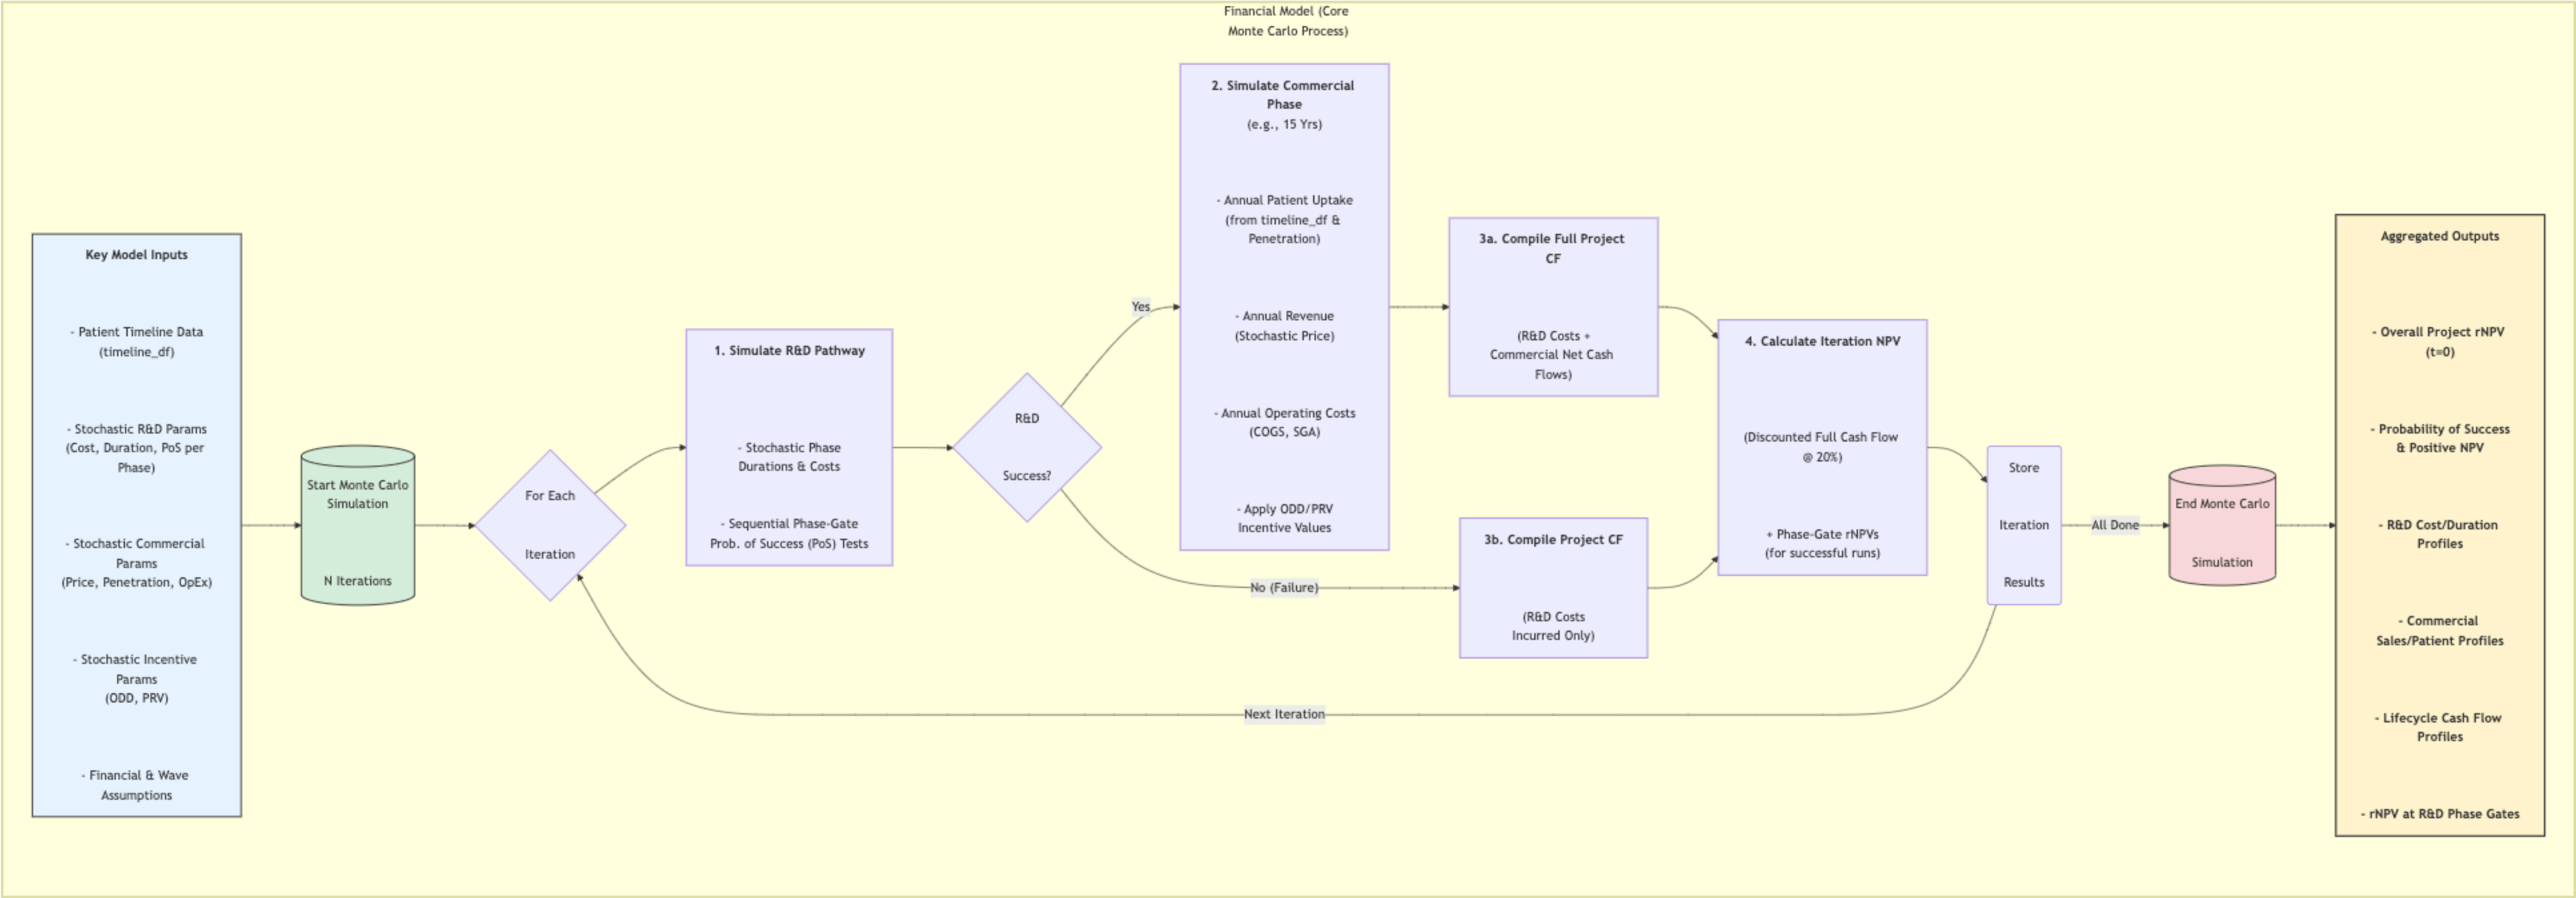 Financial Model (Core
Monte Carlo Process)
Key Model Inputs
- Patient Timeline Data
(timeline_df)
- Stochastic R&D Params
(Cost, Duration, PoS per
Phase)
- Stochastic Commercial
Params
(Price, Penetration, OpEx)
- Stochastic Incentive
Params
(ODD, PRV)
- Financial & Wave
Assumptions
Start Monte Carlo
Simulation
N Iterations
For Each
Iteration
1. Simulate R&D Pathway
- Stochastic Phase
Durations & Costs
- Sequential Phase-Gate
Prob. of Success (PoS) Tests
R&D
Success?
Yes
No (Failure)
2. Simulate Commercial
Phase
(e.g., 15 Yrs)
- Annual Patient Uptake
(from timeline_df &
Penetration)
- Annual Revenue
(Stochastic Price)
- Annual Operating Costs
(COGS, SGA)
- Apply ODD/PRV
Incentive Values
3a. Compile Full Project
CF
(R&D Costs +
Commercial Net Cash
Flows)
3b. Compile Project CF
(R&D Costs
Incurred Only)
4. Calculate Iteration NPV
(Discounted Full Cash Flow
@ 20%)
+ Phase-Gate rNPVs
(for successful runs)
Store
Iteration
Results
Next Iteration
All Done
End Monte Carlo
Simulation
Aggregated Outputs
- Overall Project rNPV
(t=0)
- Probability of Success
& Positive NPV
- R&D Cost/Duration
Profiles
- Commercial
Sales/Patient Profiles
- Lifecycle Cash Flow
Profiles
- rNPV at R&D Phase Gates